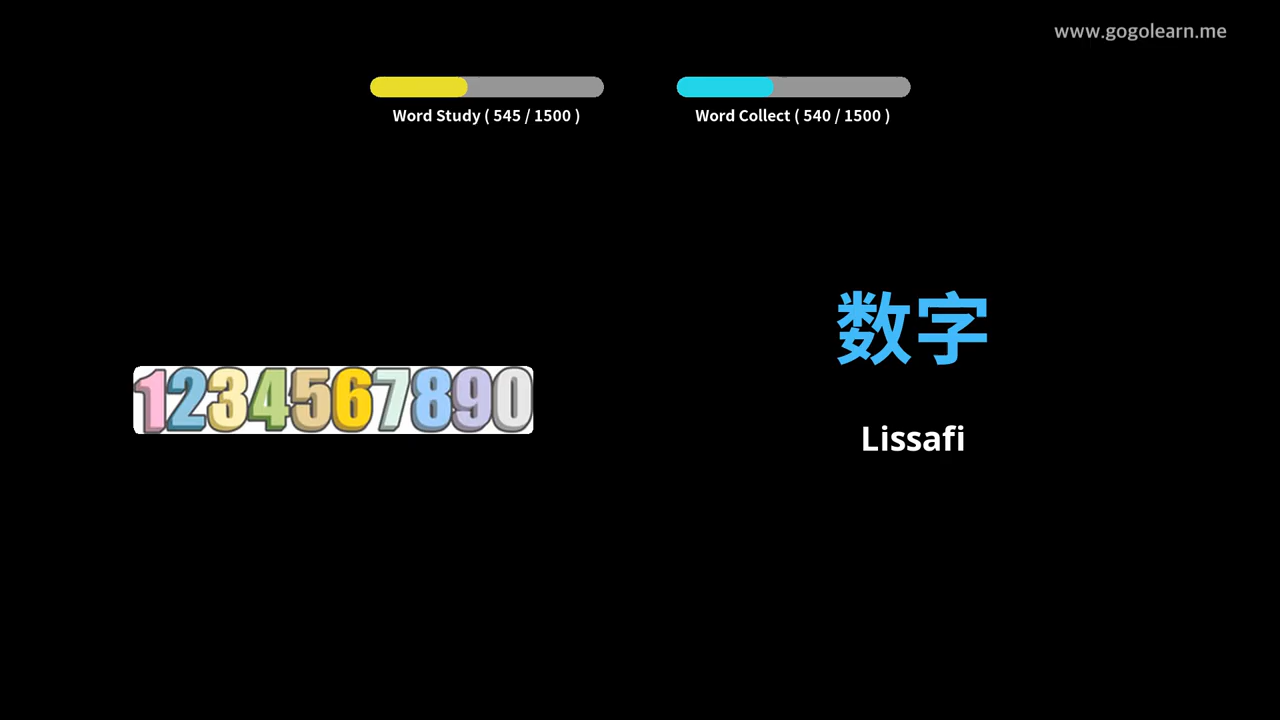 www.gogolearn.me
Word Study ( 545 / 1500 )
Word Collect ( 540 / 1500 )
数字
1234567890
Lissafi